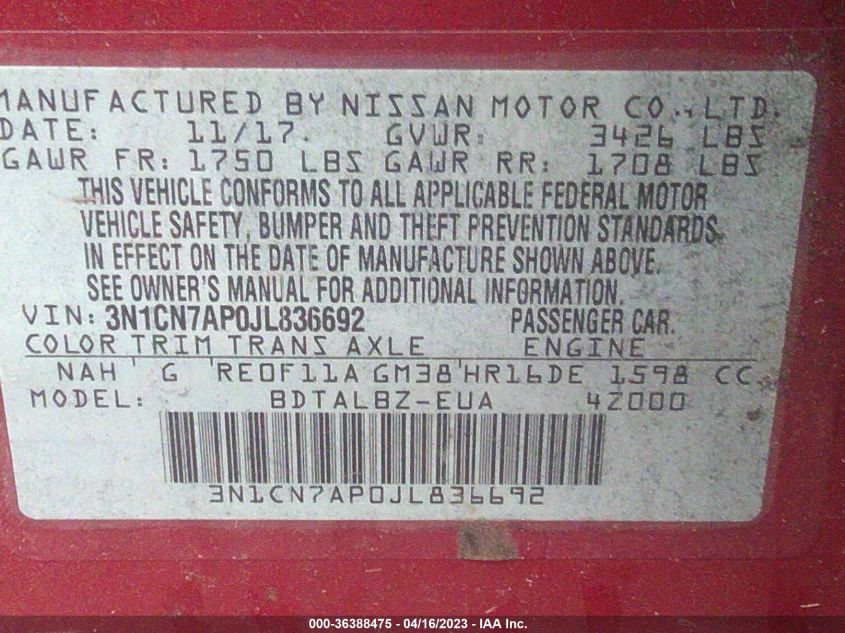 MANUFACTURED BY NISSAN MOTOR CO., LTD.
DATE: 11/17. GVWR: 3426 LBS
GAWR FR: 1750 LBS GAWR RR: 1708 LBS
THIS VEHICLE CONFORMS TO ALL APPLICABLE FEDERAL MOTOR
VEHICLE SAFETY, BUMPER AND THEFT PREVENTION STANDARDS
IN EFFECT ON THE DATE OF MANUFACTURE SHOWN ABOVE.
SEE OWNER'S MANUAL FOR ADDITIONAL INFORMATION.
VIN: 3N1CN7AP0JL836692 PASSENGER CAR.
COLOR TRIM TRANS AXLE ENGINE
NAH G RE0F11A GM38 HR16DE 1598 CC
MODEL: BDTALBZ-EUA 4Z000
3N1CN7AP0JL836692
000-36388475 - 04/16/2023 - IAA Inc.